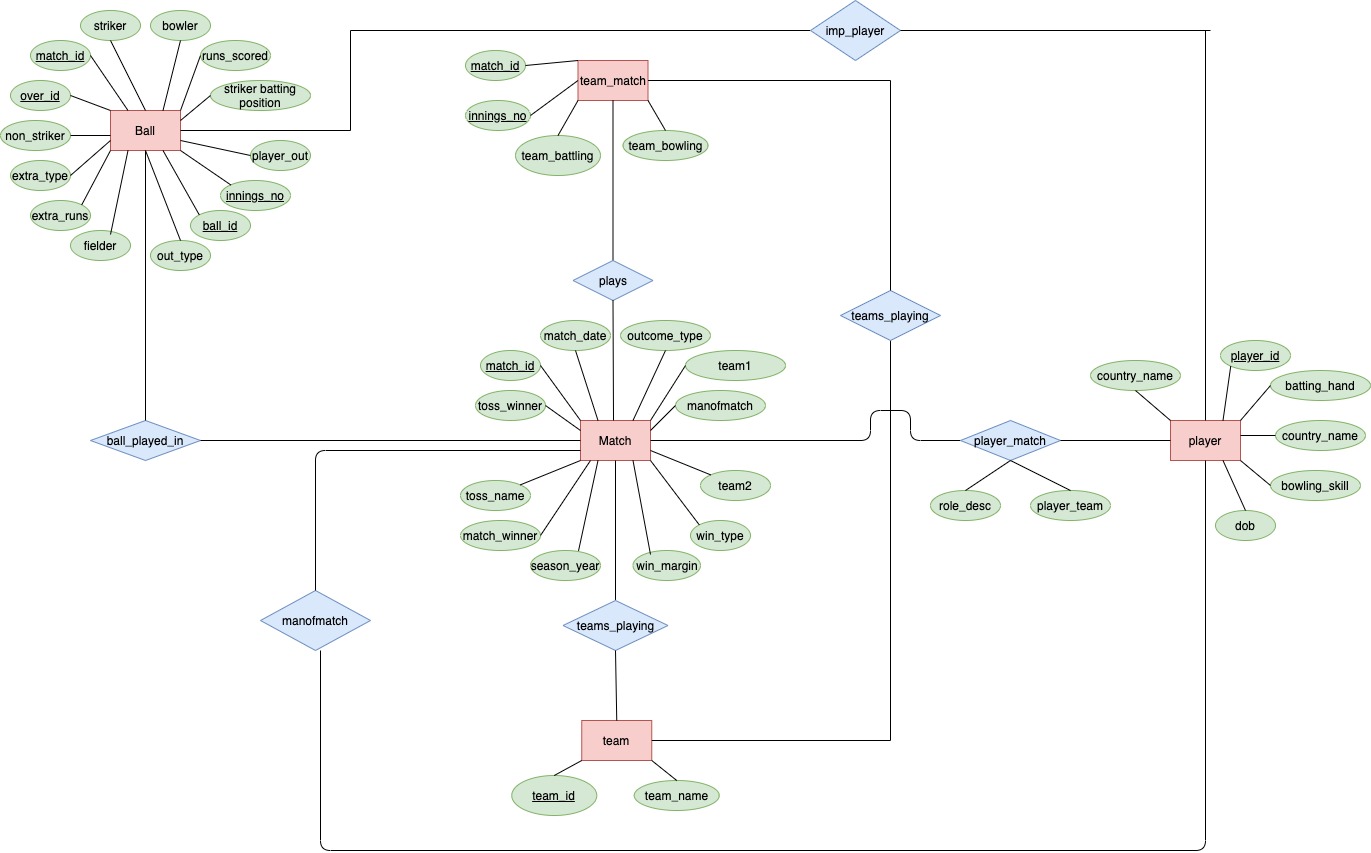 striker
bowler
match_id
runs_scored
over_id
striker batting
position
Ball
non_striker
player_out
extra_type
innings_no
extra_runs
ball_id
fielder
out_type
imp_player
match_id
team_match
innings_no
team_battling
team_bowling
plays
teams_playing
match_date
outcome_type
match_id
team1
toss_winner
manofmatch
ball_played_in
Match
toss_name
team2
match_winner
win_type
season_year
win_margin
player_match
role_desc
player_team
country_name
player_id
batting_hand
player
country_name
bowling_skill
dob
manofmatch
teams_playing
team
team_id
team_name